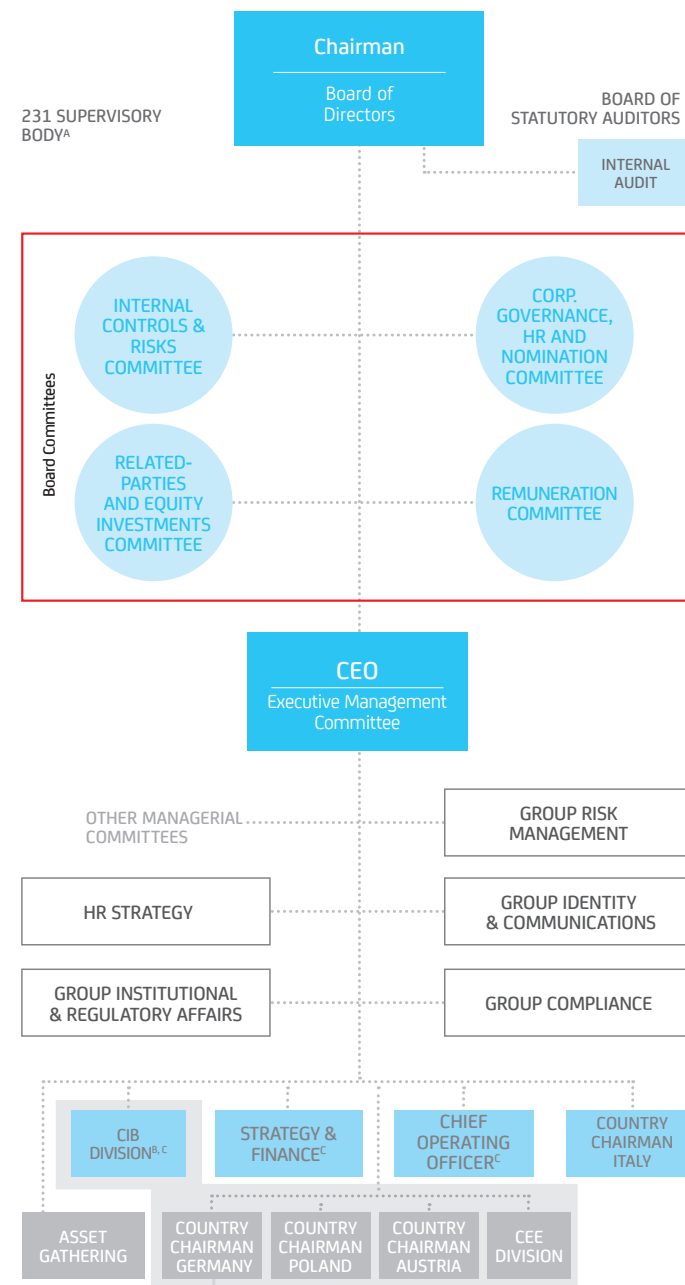 Chairman
Board of
Directors
231 SUPERVISORY
BODYᴬ
BOARD OF
STATUTORY AUDITORS
INTERNAL
AUDIT
Board Committees
INTERNAL
CONTROLS &
RISKS
COMMITTEE
CORP.
GOVERNANCE,
HR AND
NOMINATION
COMMITTEE
RELATED-
PARTIES
AND EQUITY
INVESTMENTS
COMMITTEE
REMUNERATION
COMMITTEE
CEO
Executive Management
Committee
OTHER MANAGERIAL
COMMITTEES
GROUP RISK
MANAGEMENT
HR STRATEGY
GROUP IDENTITY
& COMMUNICATIONS
GROUP INSTITUTIONAL
& REGULATORY AFFAIRS
GROUP COMPLIANCE
CIB
DIVISIONᴮ, ᶜ
STRATEGY &
FINANCEᶜ
CHIEF
OPERATING
OFFICERᶜ
COUNTRY
CHAIRMAN
ITALY
ASSET
GATHERING
COUNTRY
CHAIRMAN
GERMANY
COUNTRY
CHAIRMAN
POLAND
COUNTRY
CHAIRMAN
AUSTRIA
CEE
DIVISION